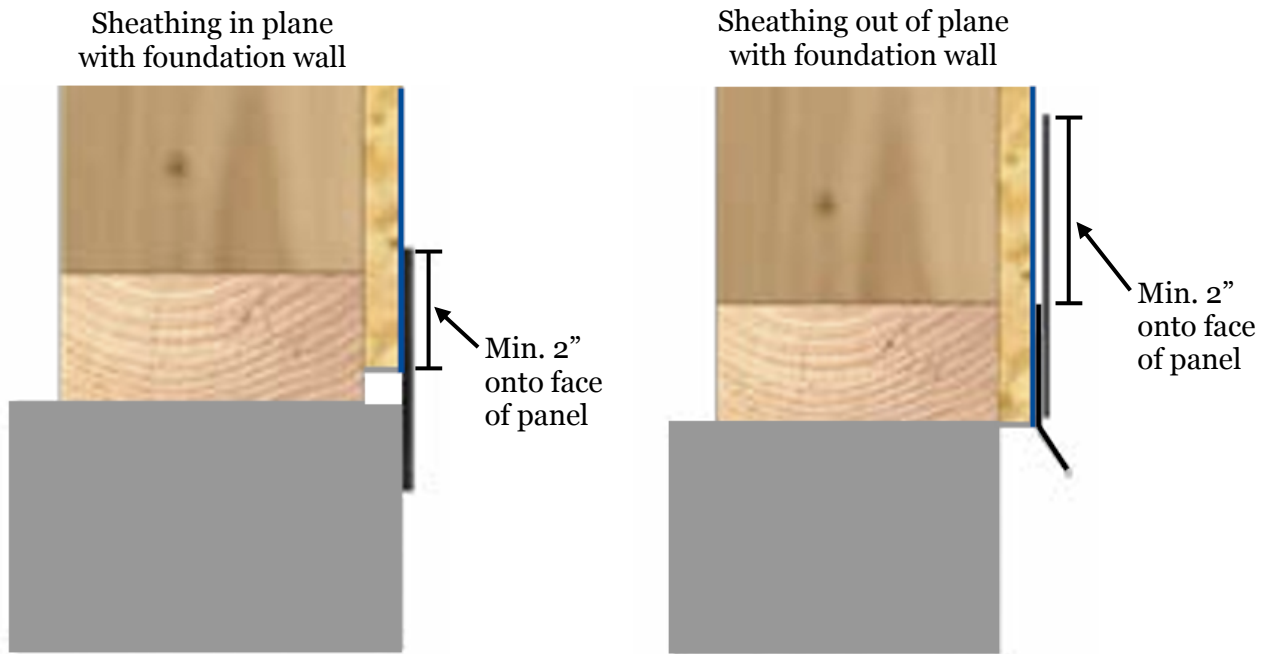 Sheathing in plane
with foundation wall
Min. 2”
onto face
of panel
Sheathing out of plane
with foundation wall
Min. 2”
onto face
of panel